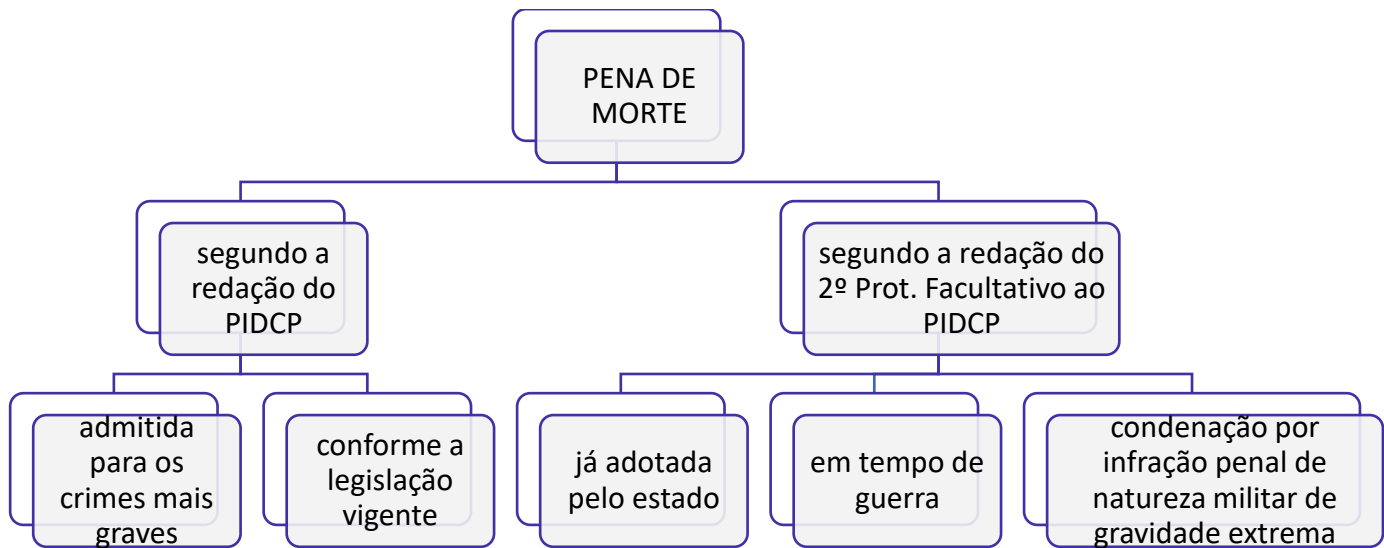 PENA DE
MORTE
segundo a
redação do
PIDCP
segundo a redação do
2º Prot. Facultativo ao
PIDCP
admitida
para os
crimes mais
graves
conforme a
legislação
vigente
já adotada
pelo estado
em tempo de
guerra
condenação por
infração penal de
natureza militar de
gravidade extrema